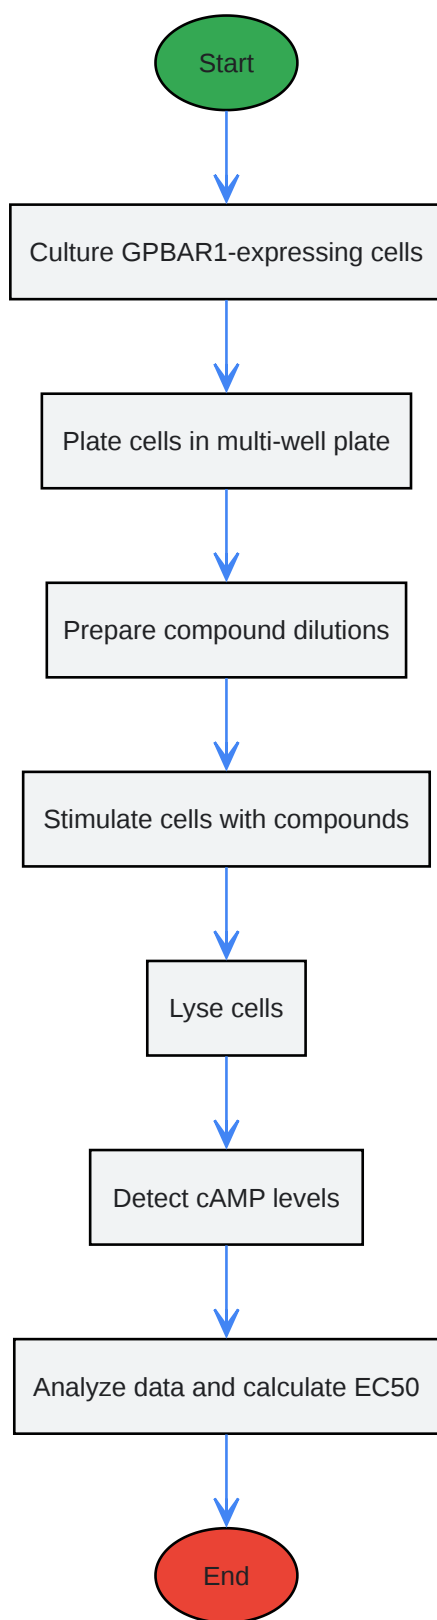 Start
Culture GPBAR1-expressing cells
Plate cells in multi-well plate
Prepare compound dilutions
Stimulate cells with compounds
Lyse cells
Detect cAMP levels
Analyze data and calculate EC50
End